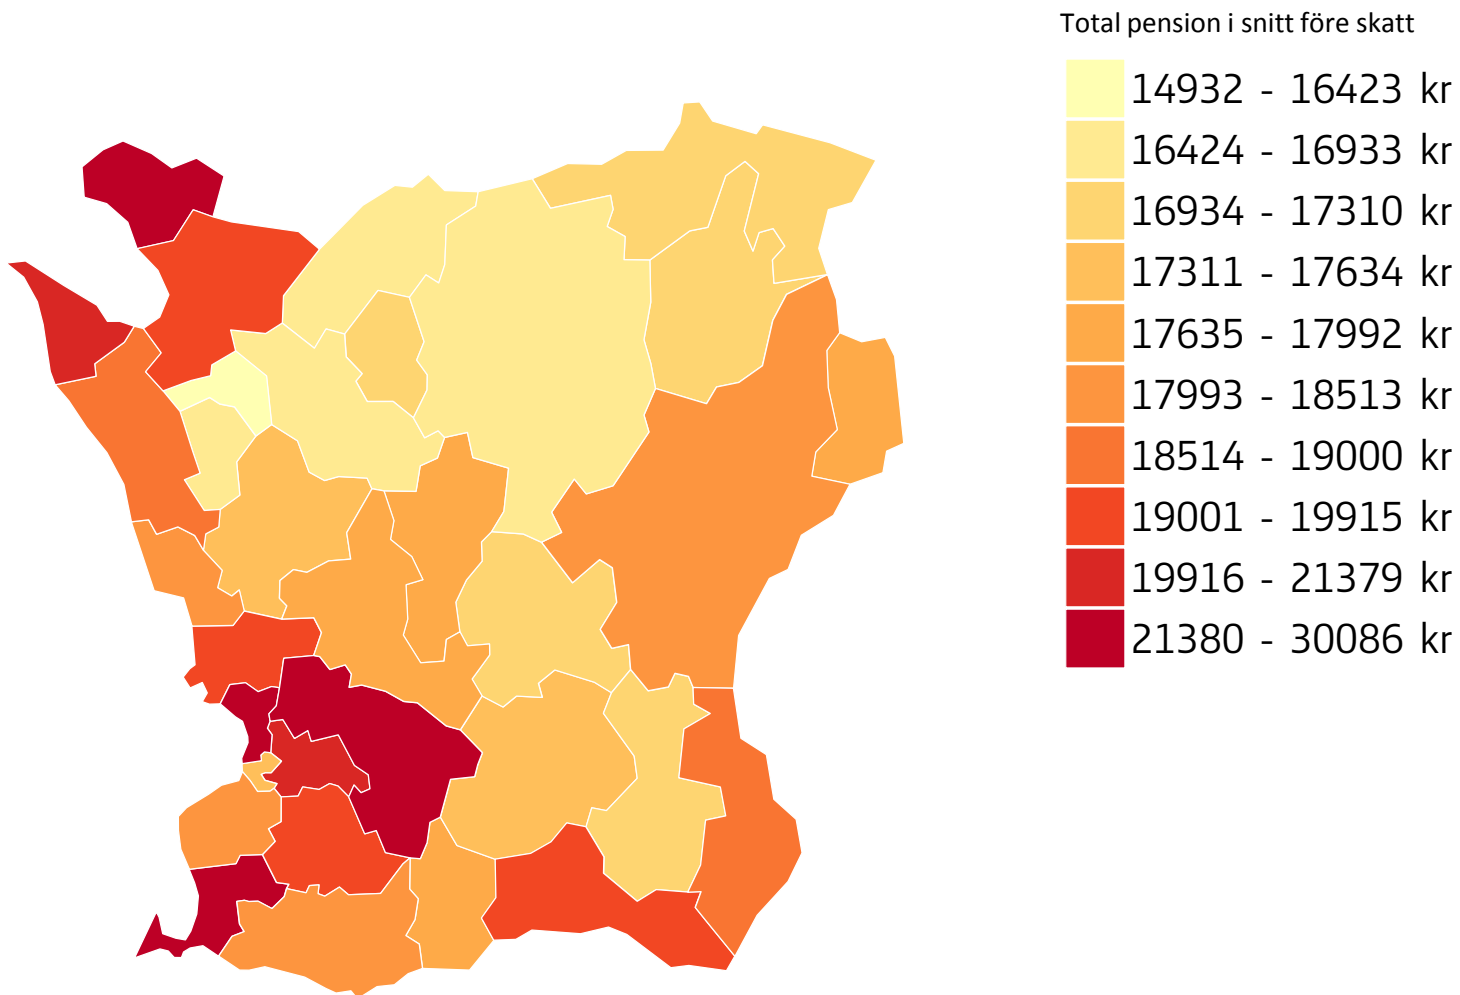 Total pension i snitt före skatt
14932 - 16423 kr
16424 - 16933 kr
16934 - 17310 kr
17311 - 17634 kr
17635 - 17992 kr
17993 - 18513 kr
18514 - 19000 kr
19001 - 19915 kr
19916 - 21379 kr
21380 - 30086 kr